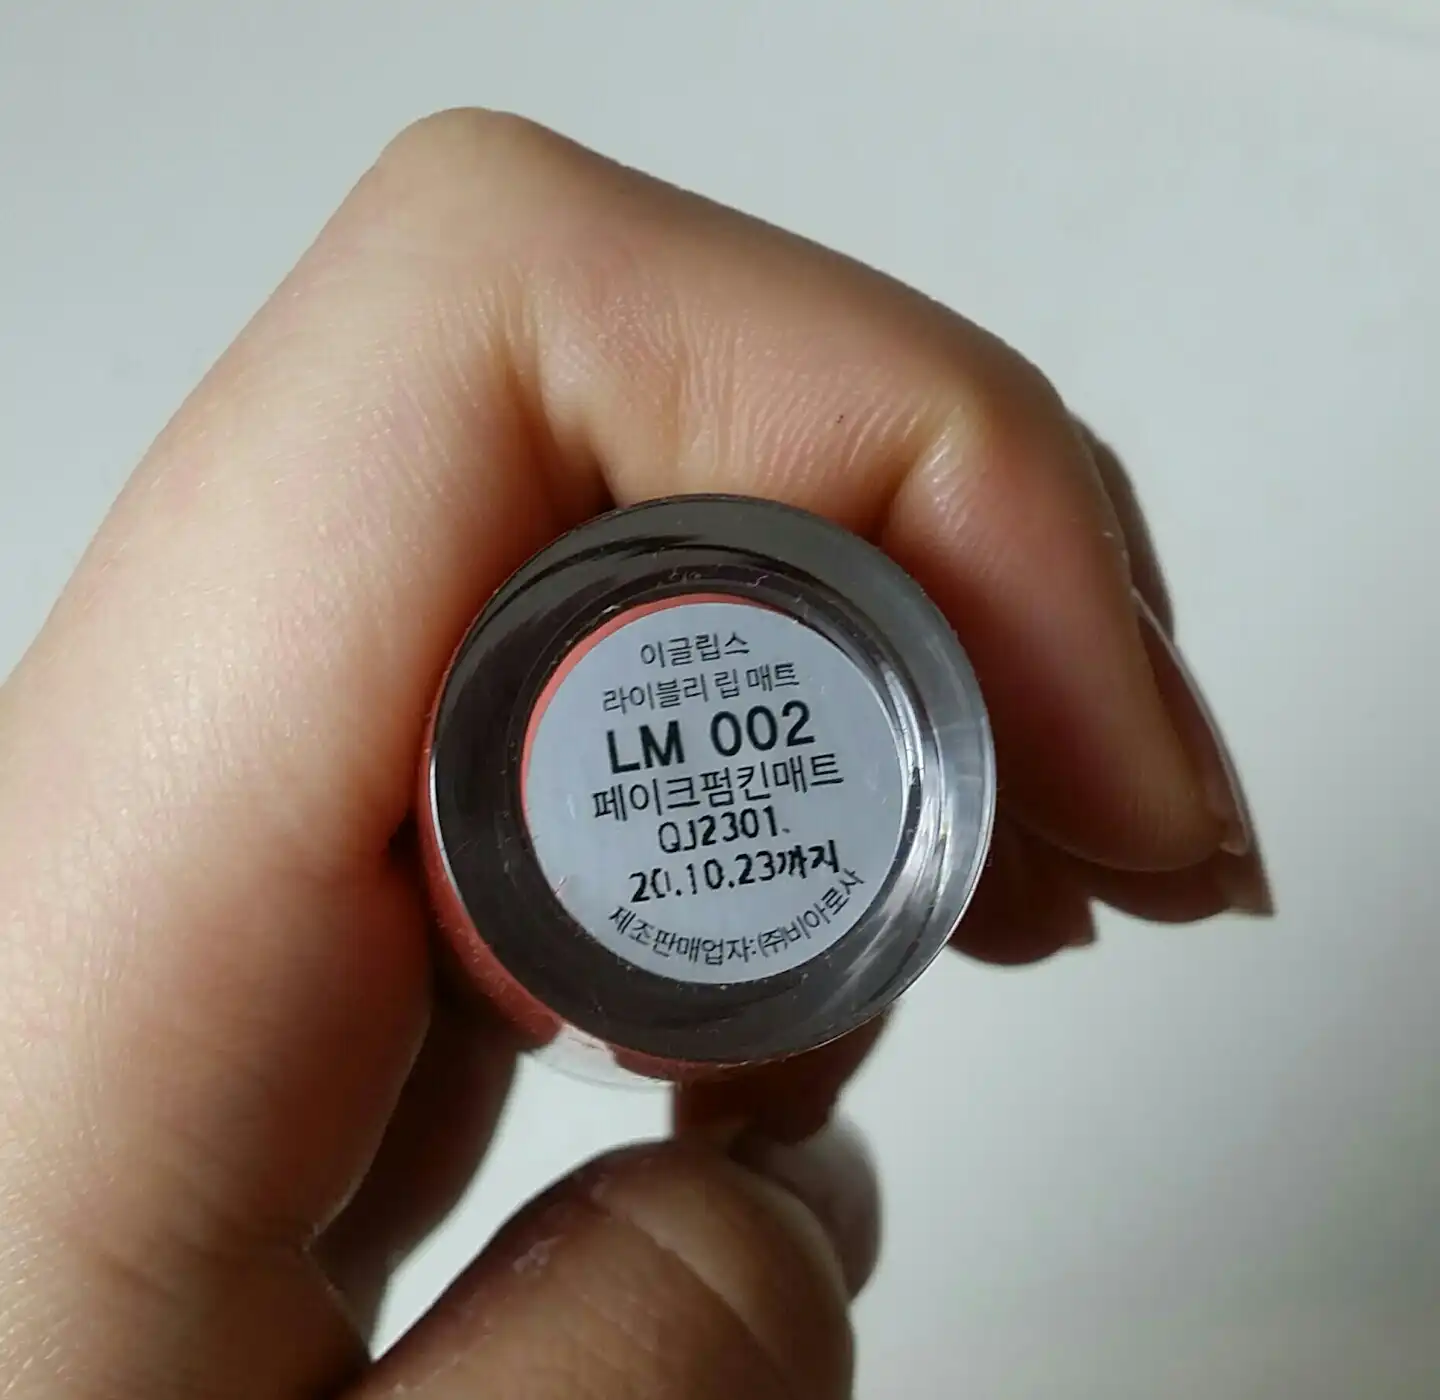 이글립스
라이블리 립 매트
LM 002
페이크펌킨매트
QJ2301.
20.10.23까지
제조판매업자:(주)비아로사